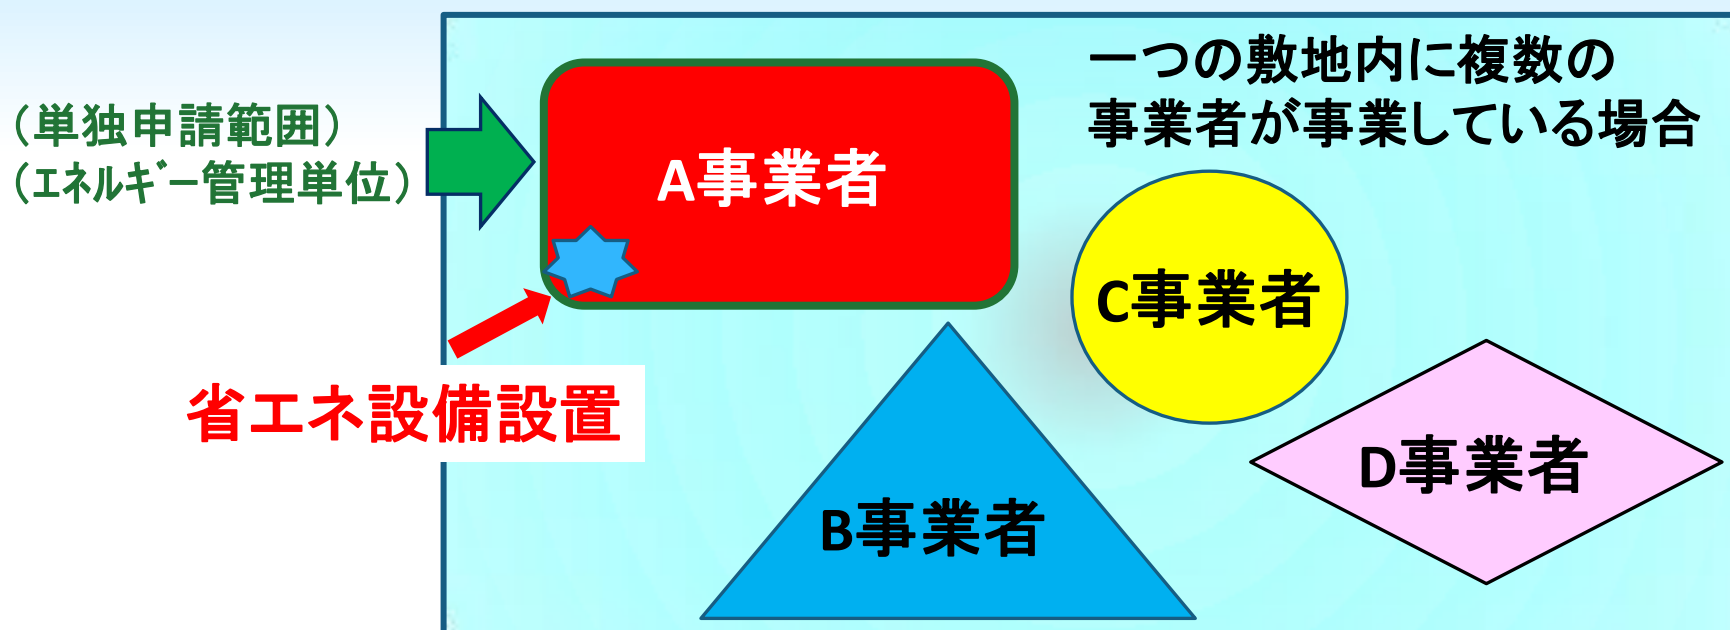 一つの敷地内に複数の
事業者が事業している場合
(単独申請範囲)
(ｴﾈﾙｷﾞｰ管理単位)
A事業者
C事業者
省エネ設備設置
D事業者
B事業者